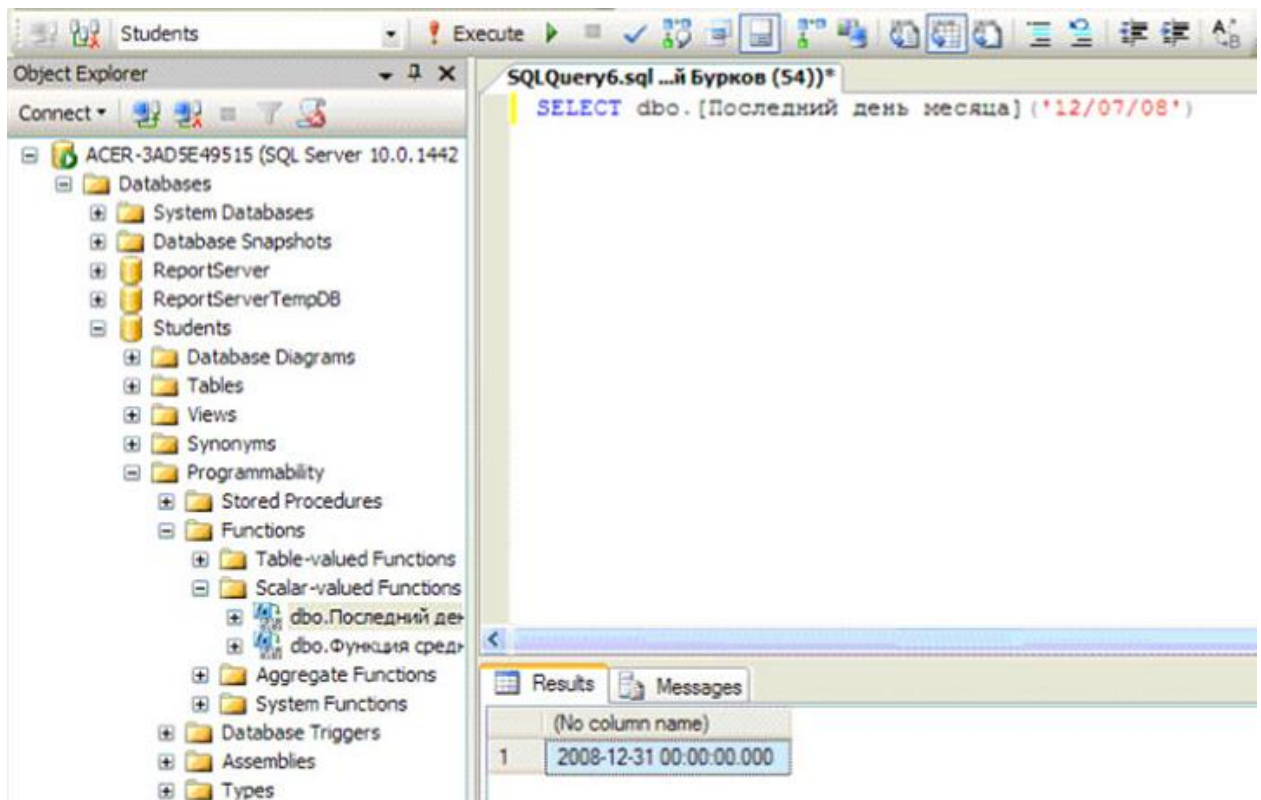 Students
Execute
Object Explorer
Connect
ACER-3AD5E49515 (SQL Server 10.0.1442
Databases
System Databases
Database Snapshots
ReportServer
ReportServerTempDB
Students
Database Diagrams
Tables
Views
Synonyms
Programmability
Stored Procedures
Functions
Table-valued Functions
Scalar-valued Functions
dbo.Последний ден
dbo.Функция средн
Aggregate Functions
System Functions
Database Triggers
Assemblies
Types
SQLQuery6.sql ...й Бурков (54))*
SELECT dbo.[Последний день месяца]('12/07/08')
Results
Messages
(No column name)
1 2008-12-31 00:00:00.000